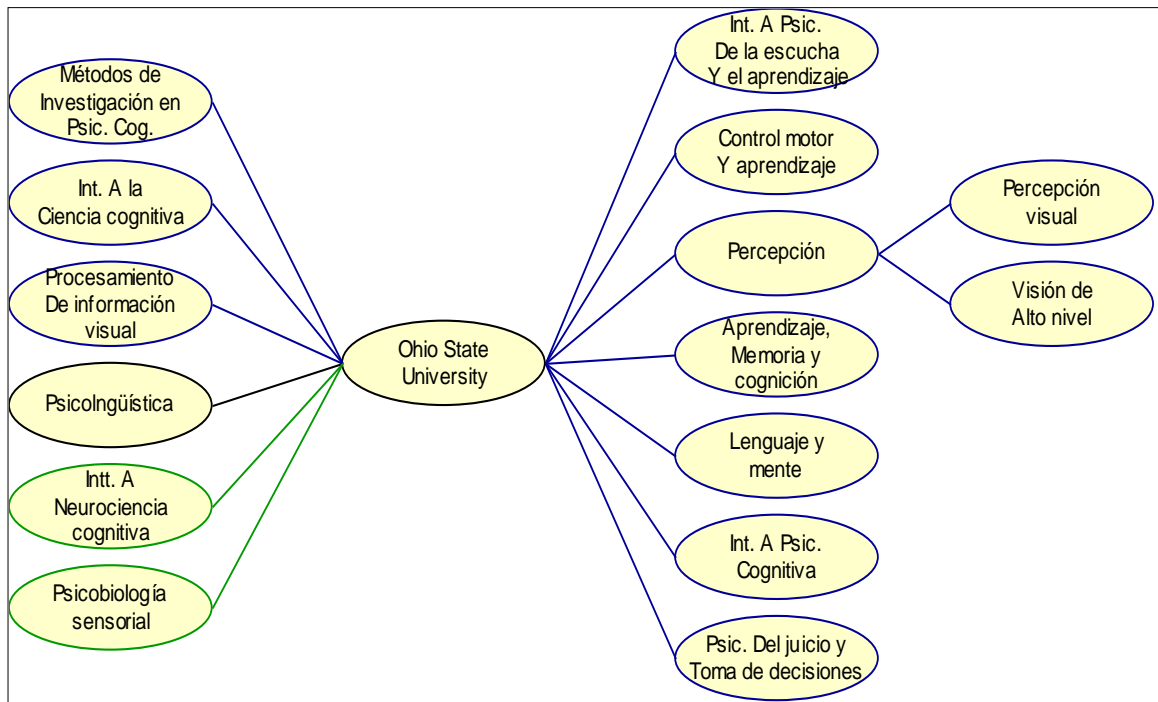 Métodos de
Investigación en
Psic. Cog.
Int. A la
Ciencia cognitiva
Procesamiento
De información
visual
Psicolngüística
Intt. A
Neurociencia
cognitiva
Psicobiología
sensorial
Ohio State
University
Int. A Psic.
De la escucha
Y el aprendizaje
Control motor
Y aprendizaje
Percepción
Aprendizaje,
Memoria y
cognición
Lenguaje y
mente
Int. A Psic.
Cognitiva
Psic. Del juicio y
Toma de decisiones
Percepción
visual
Visión de
Alto nivel